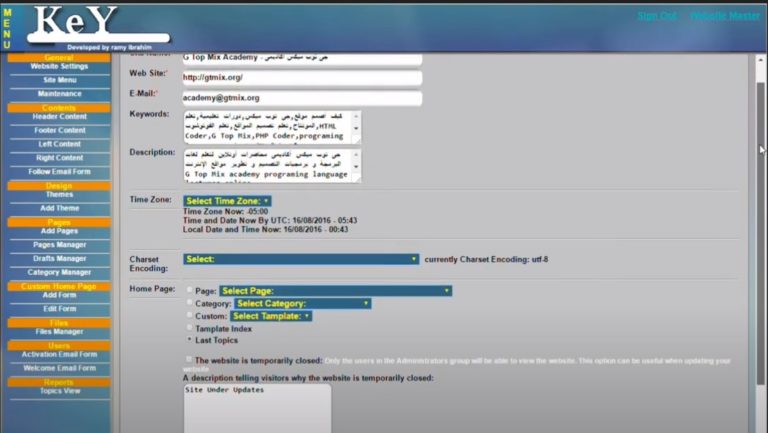 MENU
KeY
Developed by ramy ibrahim
Sign Out
Website Master
General
Website Settings
Site Menu
Maintenance
Contents
Header Content
Footer Content
Left Content
Right Content
Follow Email Form
Design
Themes
Add Theme
Pages
Add Pages
Pages Manager
Drafts Manager
Category Manager
Custom Home Page
Add Form
Edit Form
Files
Files Manager
Users
Activation Email Form
Welcome Email Form
Reports
Topics View
G Top Mix Academy - جي توب ميكس اكاديمي
Web Site:* http://gtmix.org/
E-Mail:* academy@gtmix.org
Keywords:
كيف اصمم موقع,جي توب ميكس,دورات تعليمية,تعلم
HTML,المونتاج,تعلم تصميم المواقع,تعلم الفوتوشوب
Coder,G Top Mix,PHP Coder,programing
Description:
جي توب ميكس اكاديمي محاضرات اونلاين لتعلم لغات
البرمجة و برمجيات التصميم و تطوير مواقع الإنترنت
G Top Mix academy programing language
Time Zone: Select Time Zone:
Time Zone Now: -05:00
Time and Date Now By UTC: 16/08/2016 - 05:43
Local Date and Time Now: 16/08/2016 - 00:43
Charset Encoding: Select: currently Charset Encoding: utf-8
Home Page: Page: Select Page:
Category: Select Category:
Custom: Select Tamplate:
Tamplate Index
Last Topics
The website is temporarily closed: Only the users in the Administrators group will be able to view the website. This option can be useful when updating your
website
A description telling visitors why the website is temporarily closed:
Site Under Updates